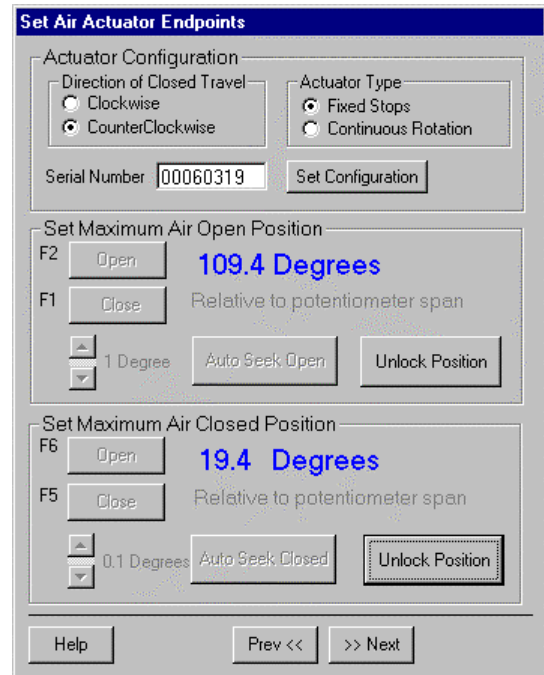 Set Air Actuator Endpoints
Actuator Configuration
Direction of Closed Travel
Clockwise
CounterClockwise
Actuator Type
Fixed Stops
Continuous Rotation
Serial Number 00060319 Set Configuration
Set Maximum Air Open Position
F2 Open 109.4 Degrees
F1 Close Relative to potentiometer span
1 Degree Auto Seek Open Unlock Position
Set Maximum Air Closed Position
F6 Open 19.4 Degrees
F5 Close Relative to potentiometer span
0.1 Degrees Auto Seek Closed Unlock Position
Help Prev << >> Next